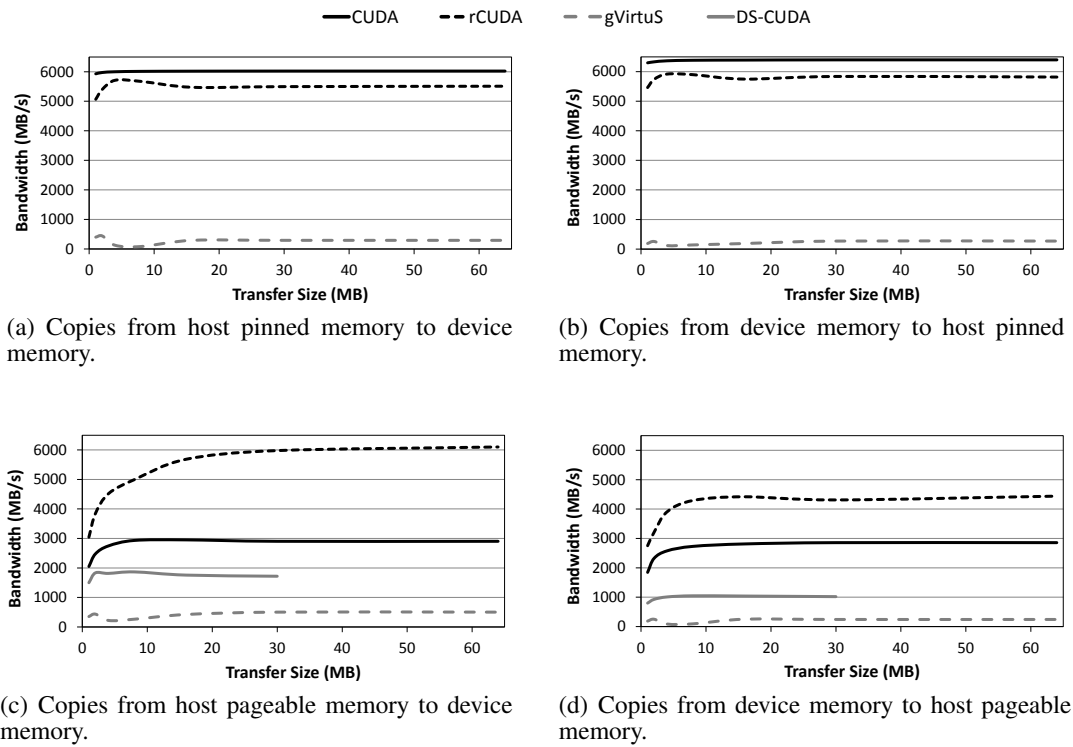 CUDA rCUDA gVirtuS DS-CUDA
Bandwidth (MB/s)
6000
5000
4000
3000
2000
1000
0
0 10 20 30 40 50 60
Transfer Size (MB)
(a) Copies from host pinned memory to device
memory.
Bandwidth (MB/s)
6000
5000
4000
3000
2000
1000
0
0 10 20 30 40 50 60
Transfer Size (MB)
(b) Copies from device memory to host pinned
memory.
Bandwidth (MB/s)
6000
5000
4000
3000
2000
1000
0
0 10 20 30 40 50 60
Transfer Size (MB)
(c) Copies from host pageable memory to device
memory.
Bandwidth (MB/s)
6000
5000
4000
3000
2000
1000
0
0 10 20 30 40 50 60
Transfer Size (MB)
(d) Copies from device memory to host pageable
memory.